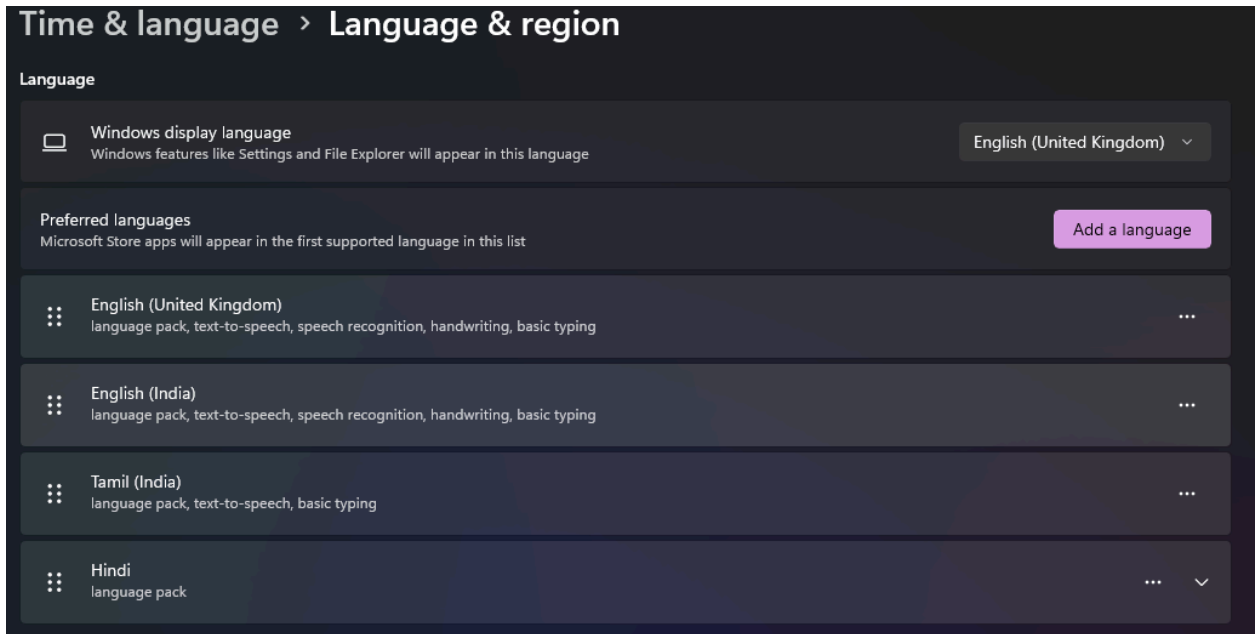 Time & language > Language & region
Language
Windows display language
Windows features like Settings and File Explorer will appear in this language
English (United Kingdom)
Preferred languages
Microsoft Store apps will appear in the first supported language in this list
Add a language
English (United Kingdom)
language pack, text-to-speech, speech recognition, handwriting, basic typing
English (India)
language pack, text-to-speech, speech recognition, handwriting, basic typing
Tamil (India)
language pack, text-to-speech, basic typing
Hindi
language pack